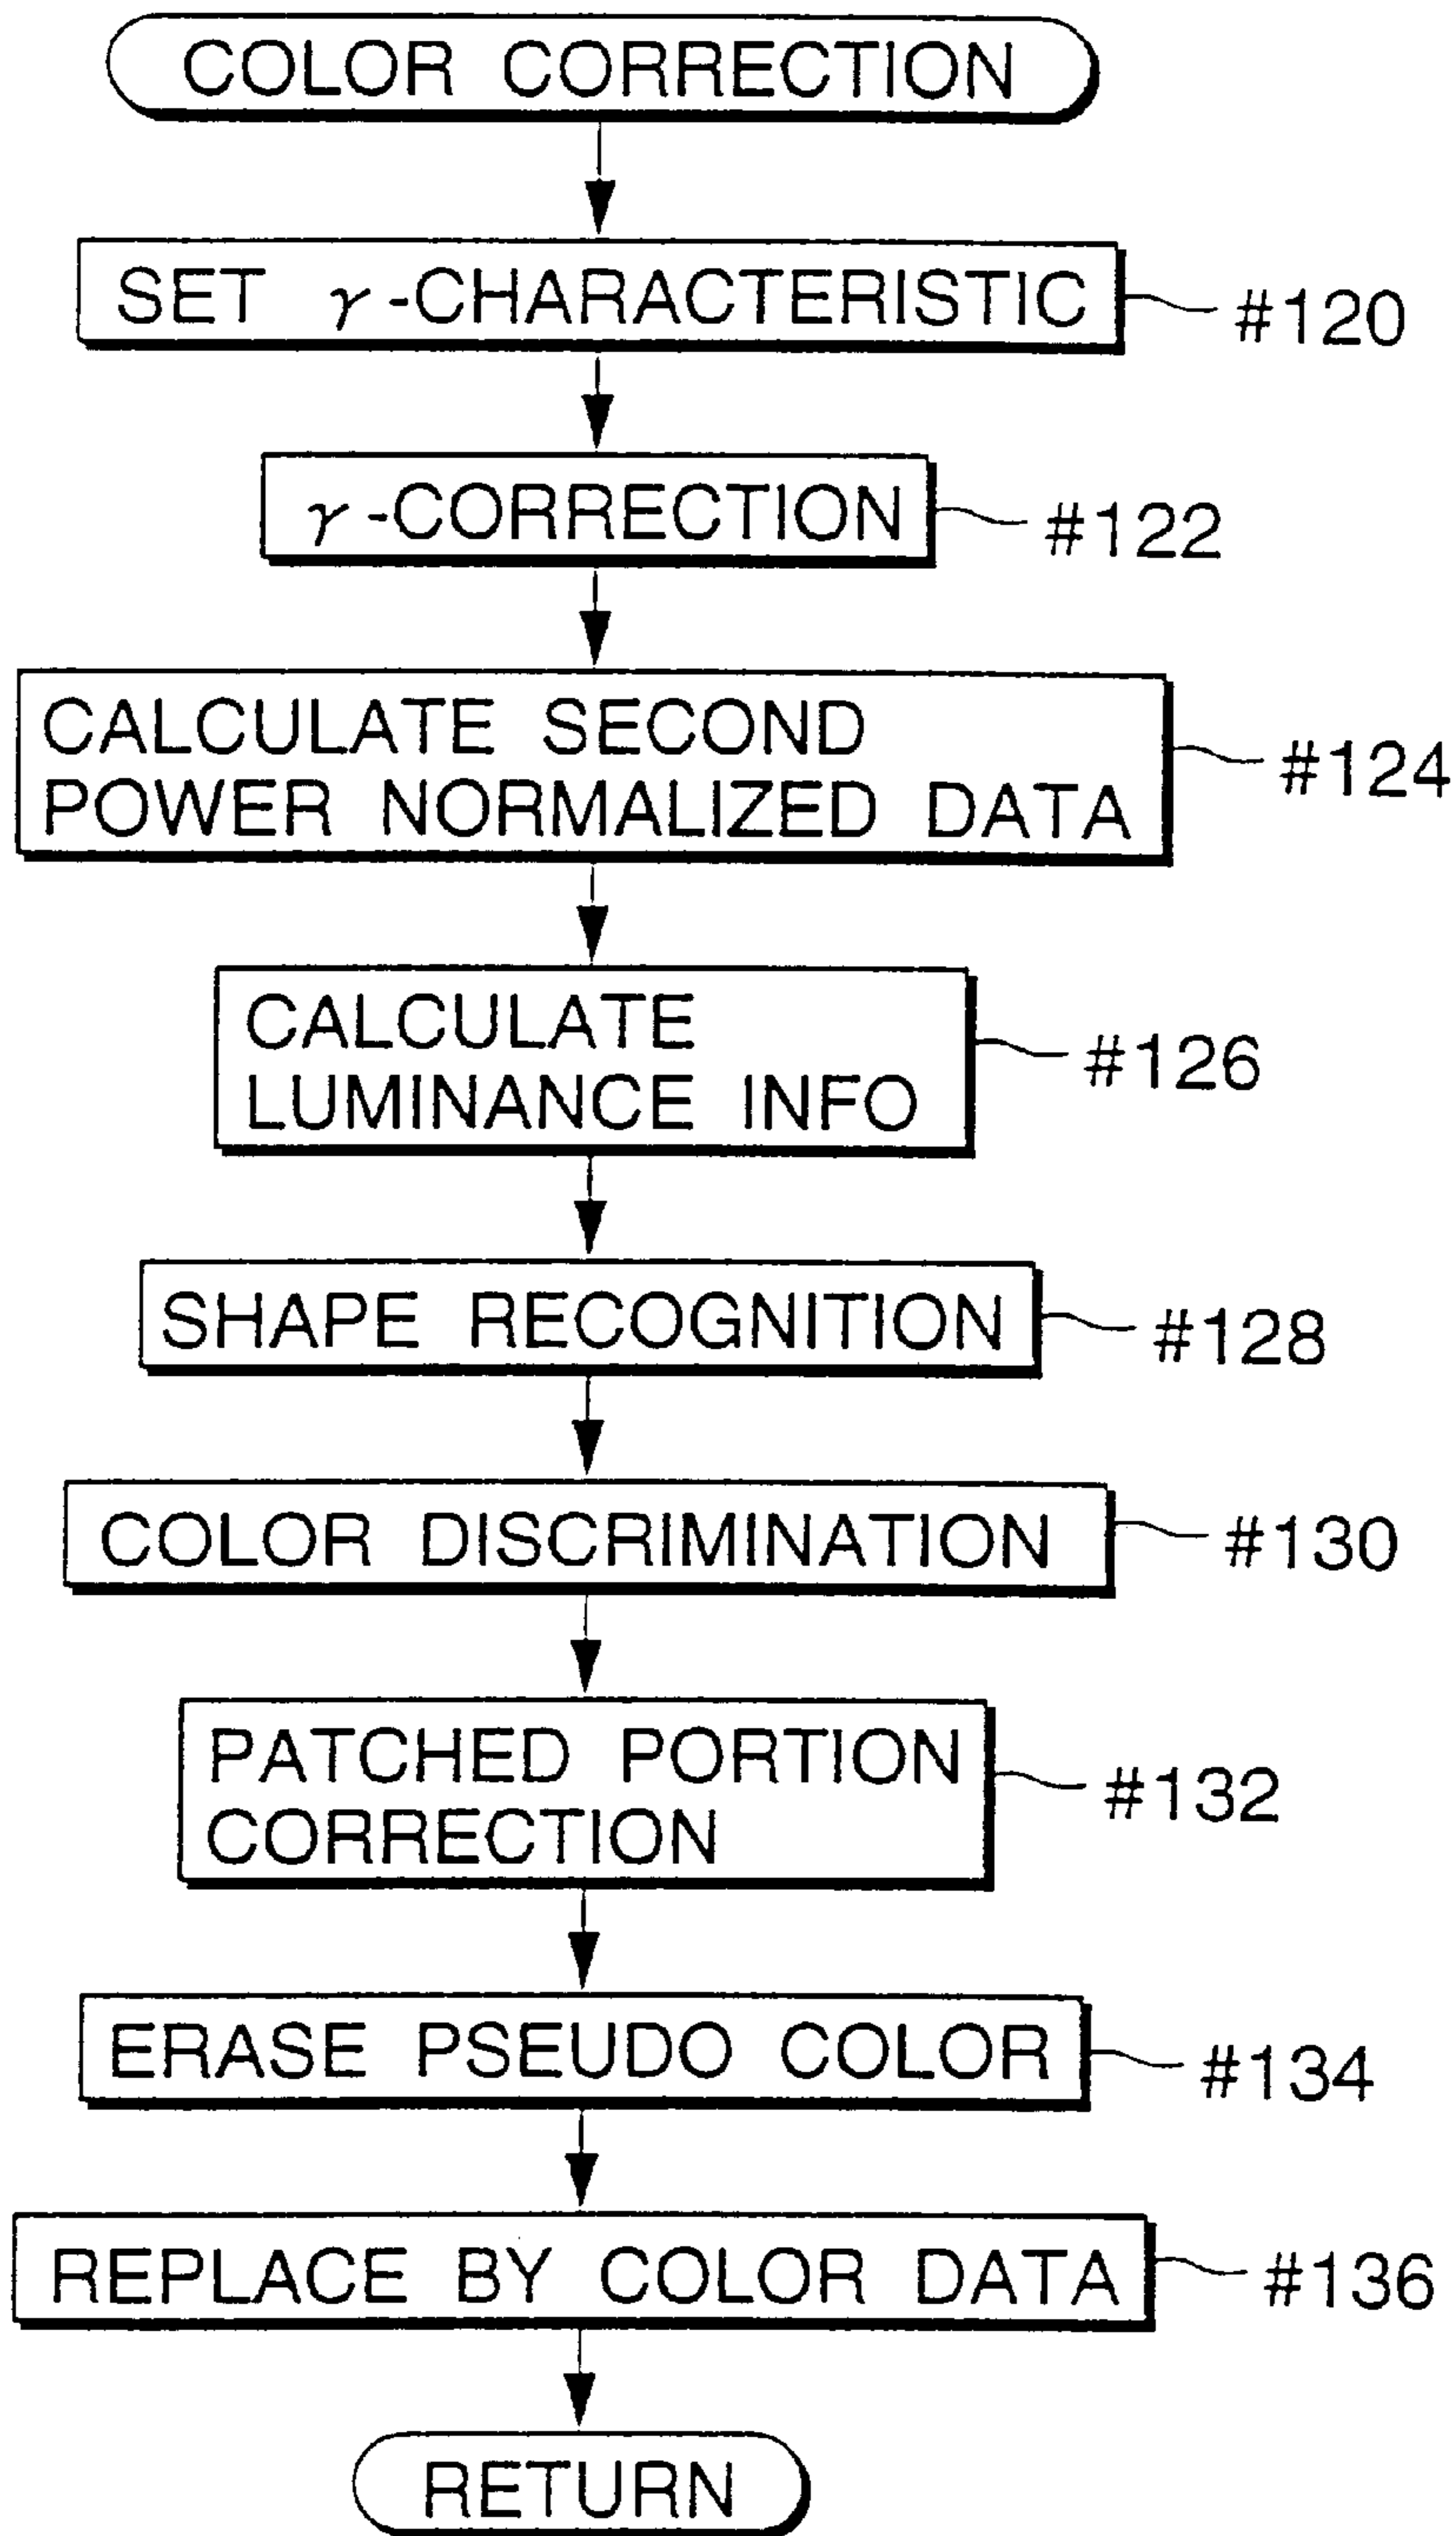 COLOR CORRECTION
SET γ-CHARACTERISTIC
#120
γ-CORRECTION
#122
CALCULATE SECOND
POWER NORMALIZED DATA
#124
CALCULATE
LUMINANCE INFO
#126
SHAPE RECOGNITION
#128
COLOR DISCRIMINATION
#130
PATCHED PORTION
CORRECTION
#132
ERASE PSEUDO COLOR
#134
REPLACE BY COLOR DATA
#136
RETURN